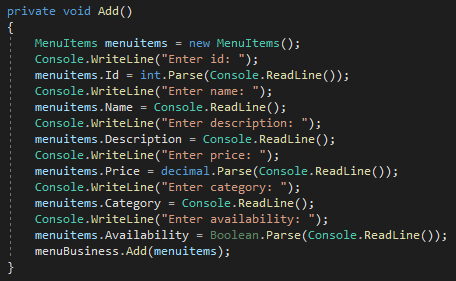 private void Add()
{
MenuItems menuitems = new MenuItems();
Console.WriteLine("Enter id: ");
menuitems.Id = int.Parse(Console.ReadLine());
Console.WriteLine("Enter name: ");
menuitems.Name = Console.ReadLine();
Console.WriteLine("Enter description: ");
menuitems.Description = Console.ReadLine();
Console.WriteLine("Enter price: ");
menuitems.Price = decimal.Parse(Console.ReadLine());
Console.WriteLine("Enter category: ");
menuitems.Category = Console.ReadLine();
Console.WriteLine("Enter availability: ");
menuitems.Availability = Boolean.Parse(Console.ReadLine());
menuBusiness.Add(menuitems);
}